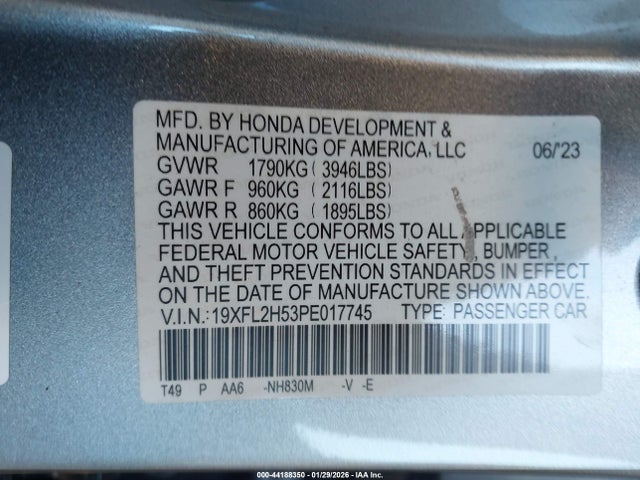 MFD. BY HONDA DEVELOPMENT &
MANUFACTURING OF AMERICA, LLC 06/'23
GVWR 1790KG ( 3946LBS)
GAWR F 960KG ( 2116LBS)
GAWR R 860KG ( 1895LBS)
THIS VEHICLE CONFORMS TO ALL APPLICABLE
FEDERAL MOTOR VEHICLE SAFETY, BUMPER,
AND THEFT PREVENTION STANDARDS IN EFFECT
ON THE DATE OF MANUFACTURE SHOWN ABOVE.
V.I.N.:19XFL2H53PE017745 TYPE: PASSENGER CAR
T49 P AA6 -NH830M -V -E
000-44188350 - 01/29/2026 - IAA Inc.